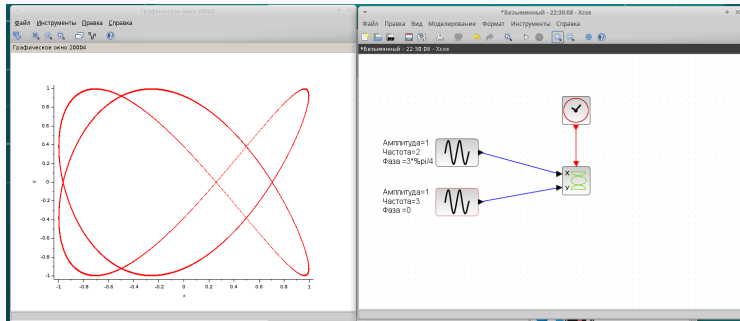 Графическое окно 20004
Файл Инструменты Правка Справка
Графическое окно 20004
1
0.8
0.6
0.4
0.2
0
-0.2
-0.4
-0.6
-0.8
-1
-1 -0.8 -0.6 -0.4 -0.2 0 0.2 0.4 0.6 0.8 1
y
x
*Безымянный - 22:30:08 - Xcos
Файл Правка Вид Моделирование Формат Инструменты Справка
*Безымянный - 22:30:08 - Xcos
Амплитуда=1
Частота=2
Фаза =3*%pi/4
Амплитуда=1
Частота=3
Фаза =0
X
У